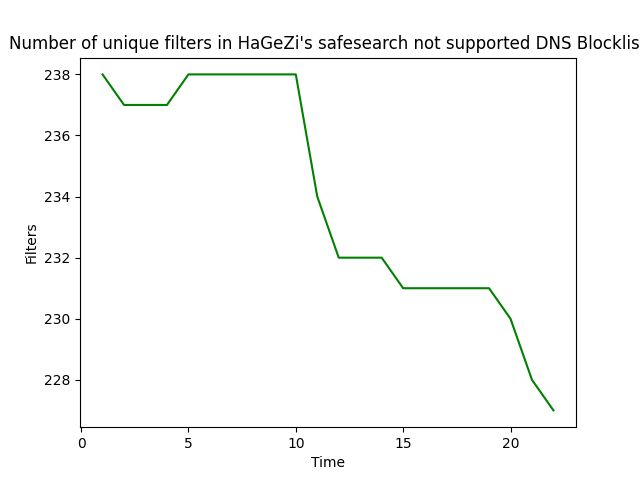 Number of unique filters in HaGeZi's safesearch not supported DNS Blocklis
238
236
234
232
230
228
Filters
0 5 10 15 20
Time